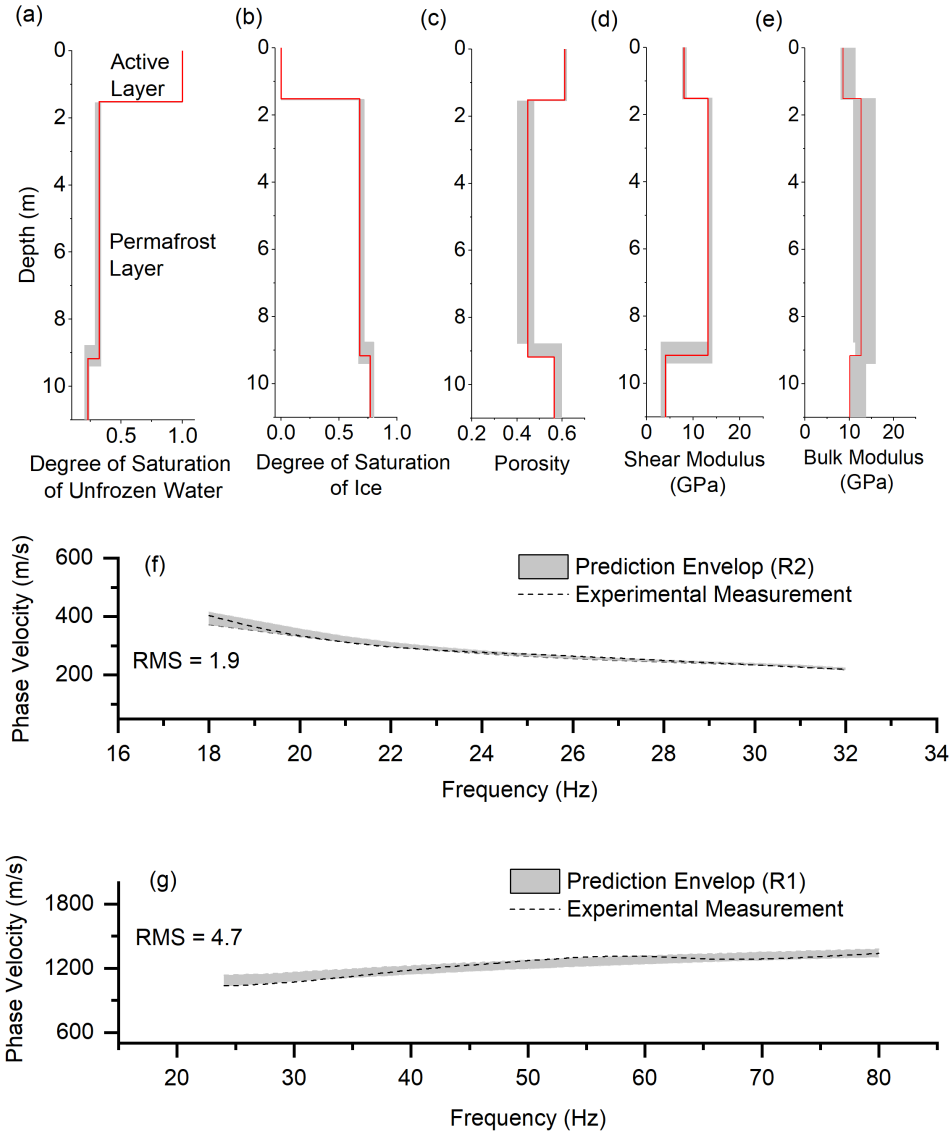 (a)
(b)
(c)
(d)
(e)
0
2
4
6
8
10
Depth (m)
Active
Layer
Permafrost
Layer
0.5
1.0
Degree of Saturation
of Unfrozen Water
0
2
4
6
8
10
0.0
0.5
1.0
Degree of Saturation
of Ice
0
2
4
6
8
10
0.2
0.4
0.6
Porosity
0
2
4
6
8
10
0
10
20
Shear Modulus
(GPa)
0
2
4
6
8
10
0
10
20
Bulk Modulus
(GPa)
(f)
600
400
200
Phase Velocity (m/s)
Prediction Envelop (R2)
Experimental Measurement
RMS = 1.9
16
18
20
22
24
26
28
30
32
34
Frequency (Hz)
(g)
1800
1200
600
Phase Velocity (m/s)
Prediction Envelop (R1)
Experimental Measurement
RMS = 4.7
20
30
40
50
60
70
80
Frequency (Hz)